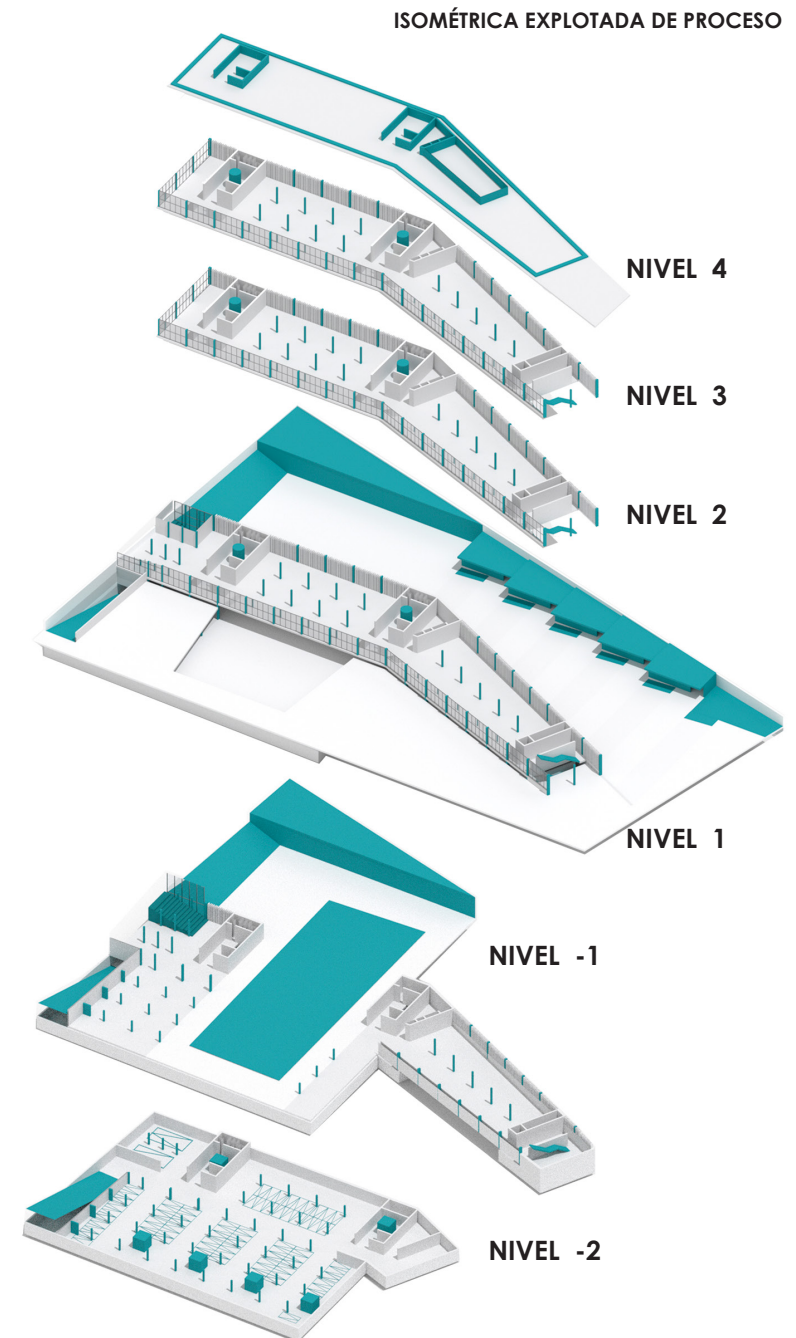 ISOMÉTRICA EXPLOTADA DE PROCESO
NIVEL 4
NIVEL 3
NIVEL 2
NIVEL 1
NIVEL -1
NIVEL -2